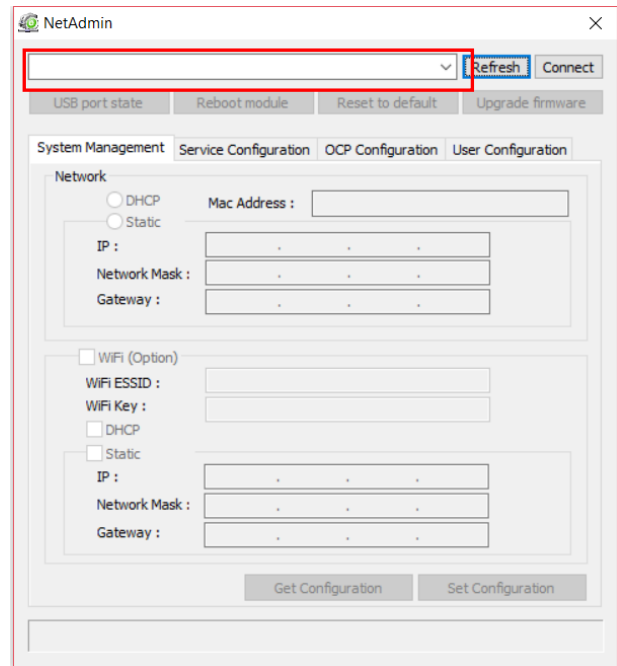 NetAdmin
Refresh Connect
USB port state Reboot module Reset to default Upgrade firmware
System Management Service Configuration OCP Configuration User Configuration
Network
DHCP Mac Address :
Static
IP : . . .
Network Mask : . . .
Gateway : . . .
WiFi (Option)
WiFi ESSID :
WiFi Key :
DHCP
Static
IP : . . .
Network Mask : . . .
Gateway : . . .
Get Configuration Set Configuration